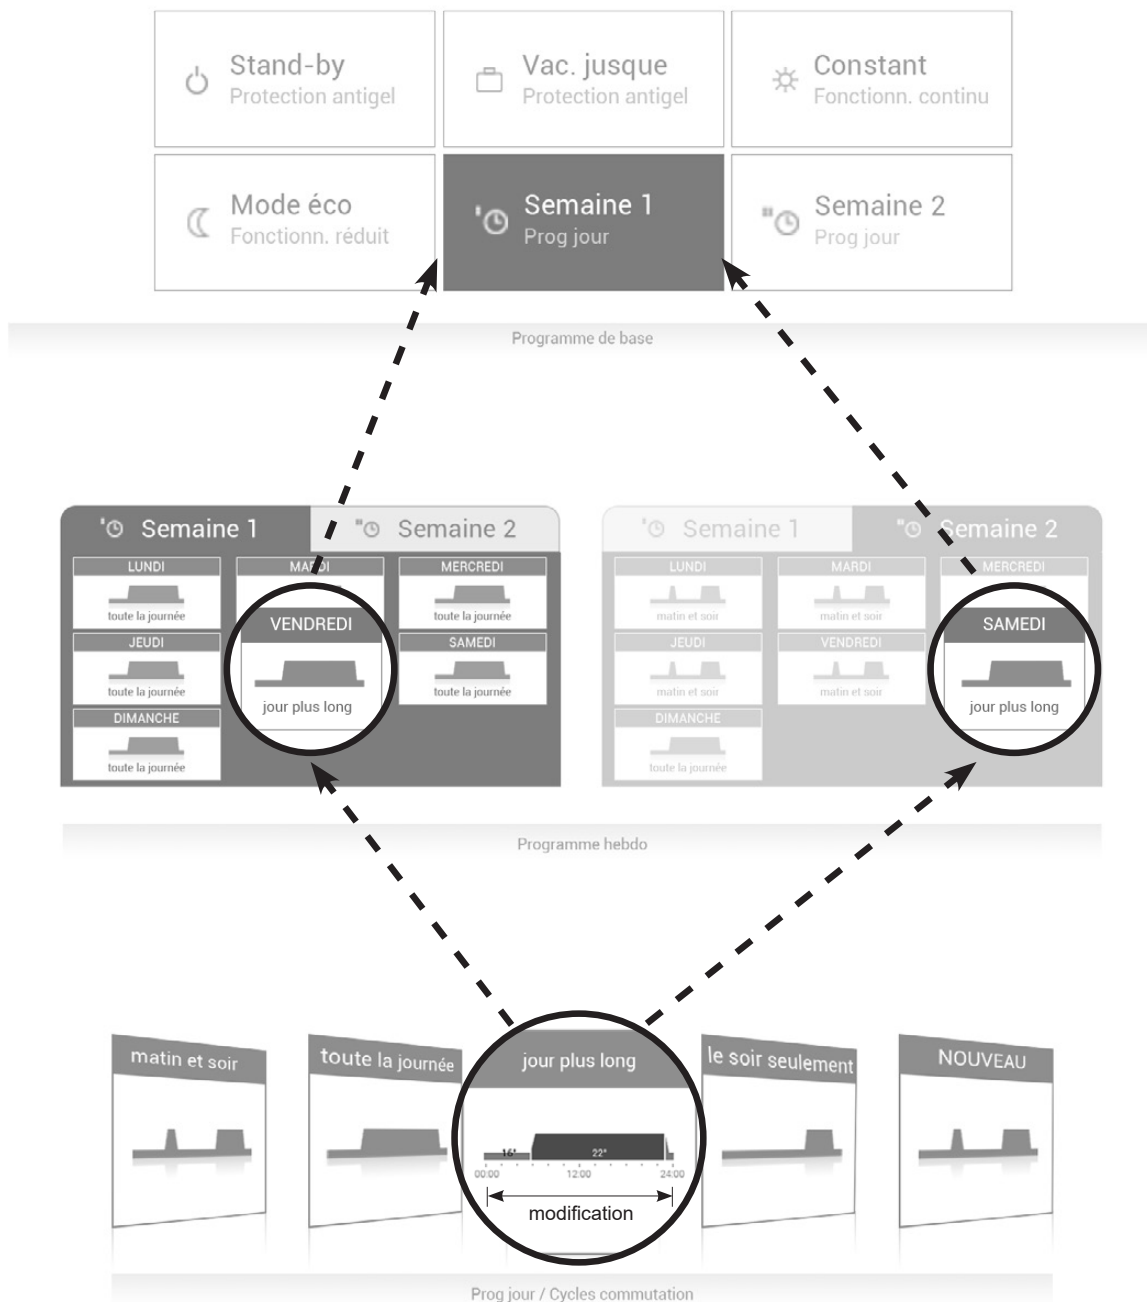 Stand-by
Protection antigel
Vac. jusque
Protection antigel
Constant
Fonctionn. continu
Mode éco
Fonctionn. réduit
Semaine 1
Prog jour
Semaine 2
Prog jour
Programme de base
Semaine 1
Semaine 2
LUNDI
toute la journée
MARDI
MERCREDI
toute la journée
JEUDI
toute la journée
VENDREDI
jour plus long
SAMEDI
toute la journée
DIMANCHE
toute la journée
Semaine 1
Semaine 2
LUNDI
matin et soir
MARDI
matin et soir
MERCREDI
JEUDI
matin et soir
VENDREDI
matin et soir
SAMEDI
jour plus long
DIMANCHE
toute la journée
Programme hebdo
matin et soir
toute la journée
jour plus long
16°
22°
00:00 12:00 24:00
modification
le soir seulement
NOUVEAU
Prog jour / Cycles commutation